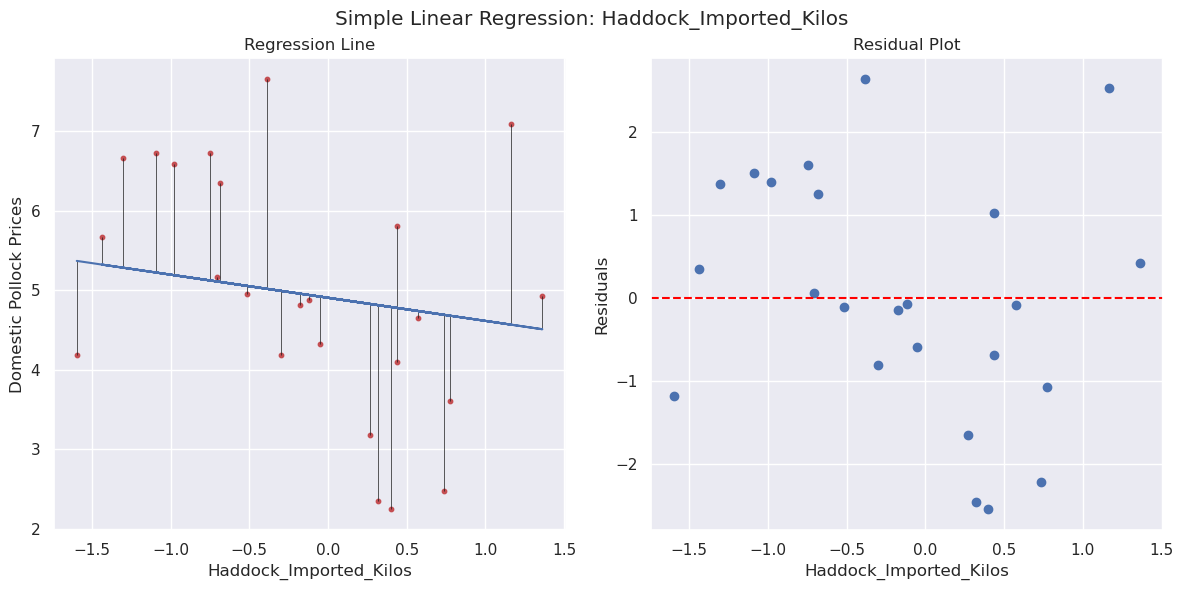 Simple Linear Regression: Haddock_Imported_Kilos
Regression Line
Domestic Pollock Prices
7
6
5
4
3
2
−1.5 −1.0 −0.5 0.0 0.5 1.0 1.5
Haddock_Imported_Kilos
Residual Plot
Residuals
2
1
0
−1
−2
−1.5 −1.0 −0.5 0.0 0.5 1.0 1.5
Haddock_Imported_Kilos